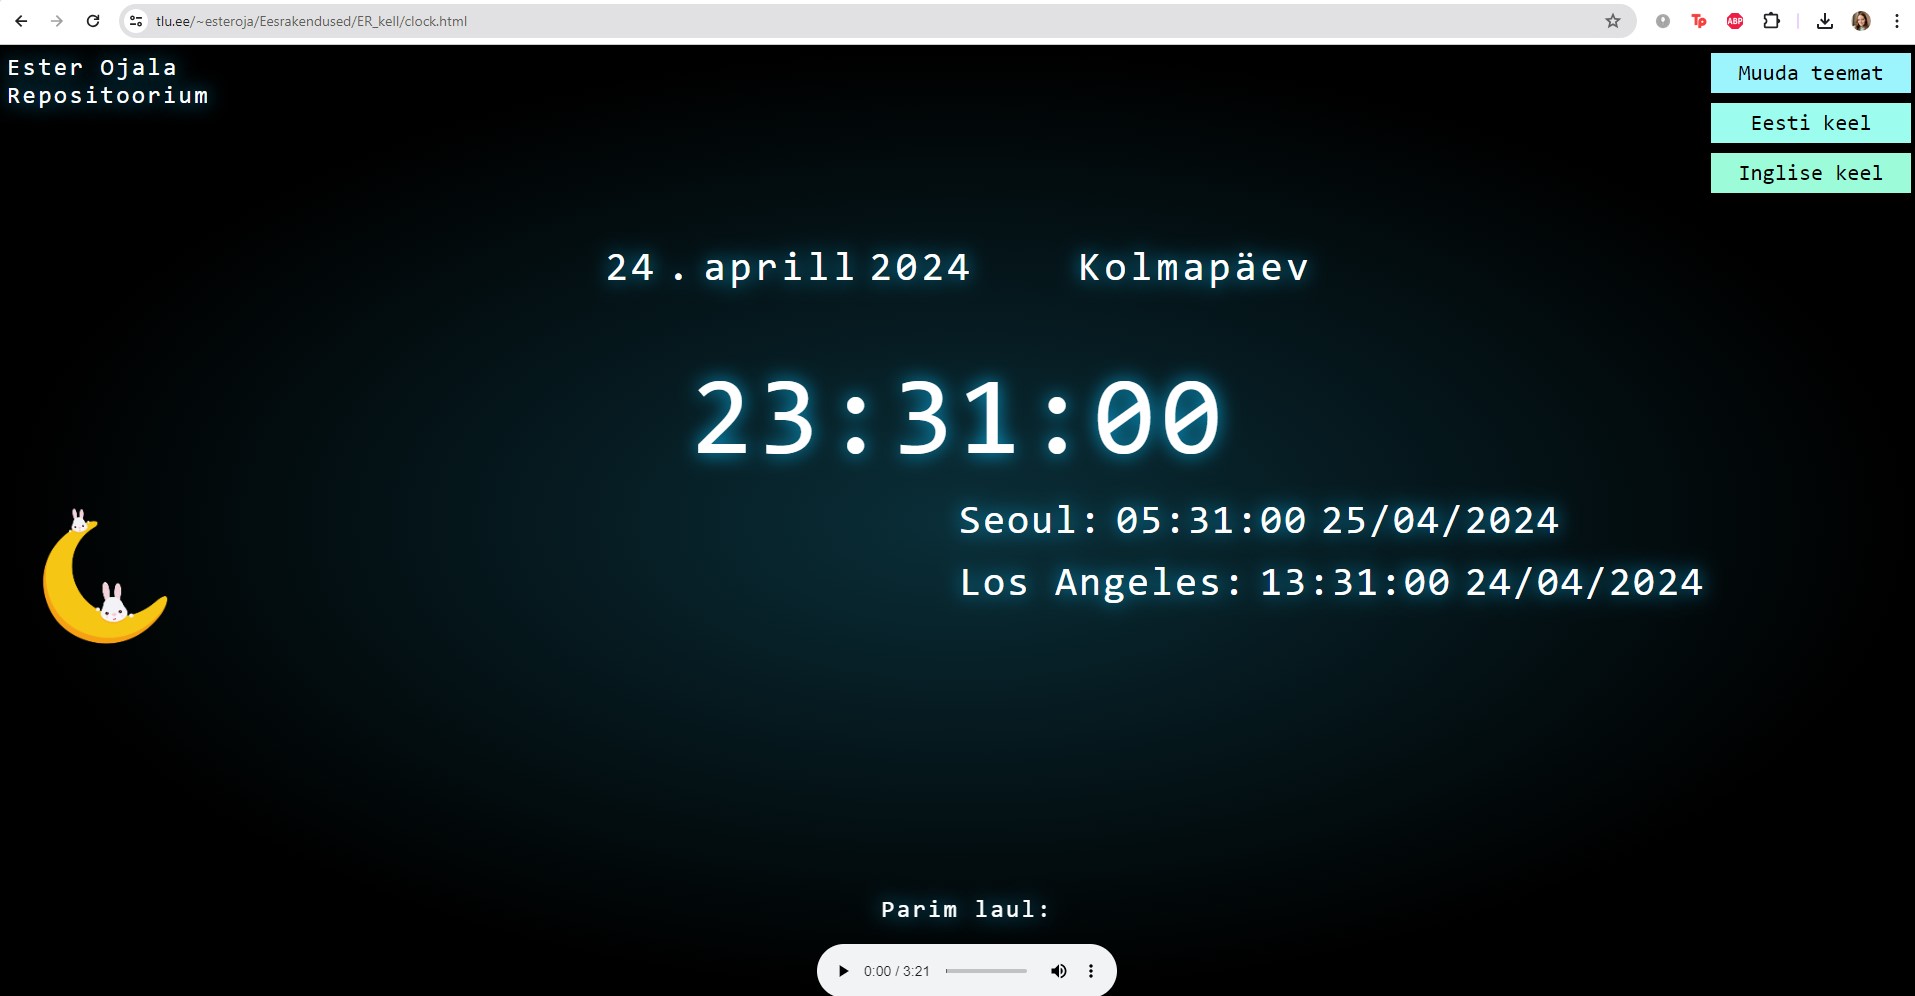 tlu.ee/~esteroja/Eesrakendused/ER_kell/clock.html
Ester Ojala
Repositoorium
Muuda teemat
Eesti keel
Inglise keel
24 . aprill 2024 Kolmapäev
23:31:00
Seoul: 05:31:00 25/04/2024
Los Angeles: 13:31:00 24/04/2024
Parim laul:
0:00 / 3:21
Tp
ABP